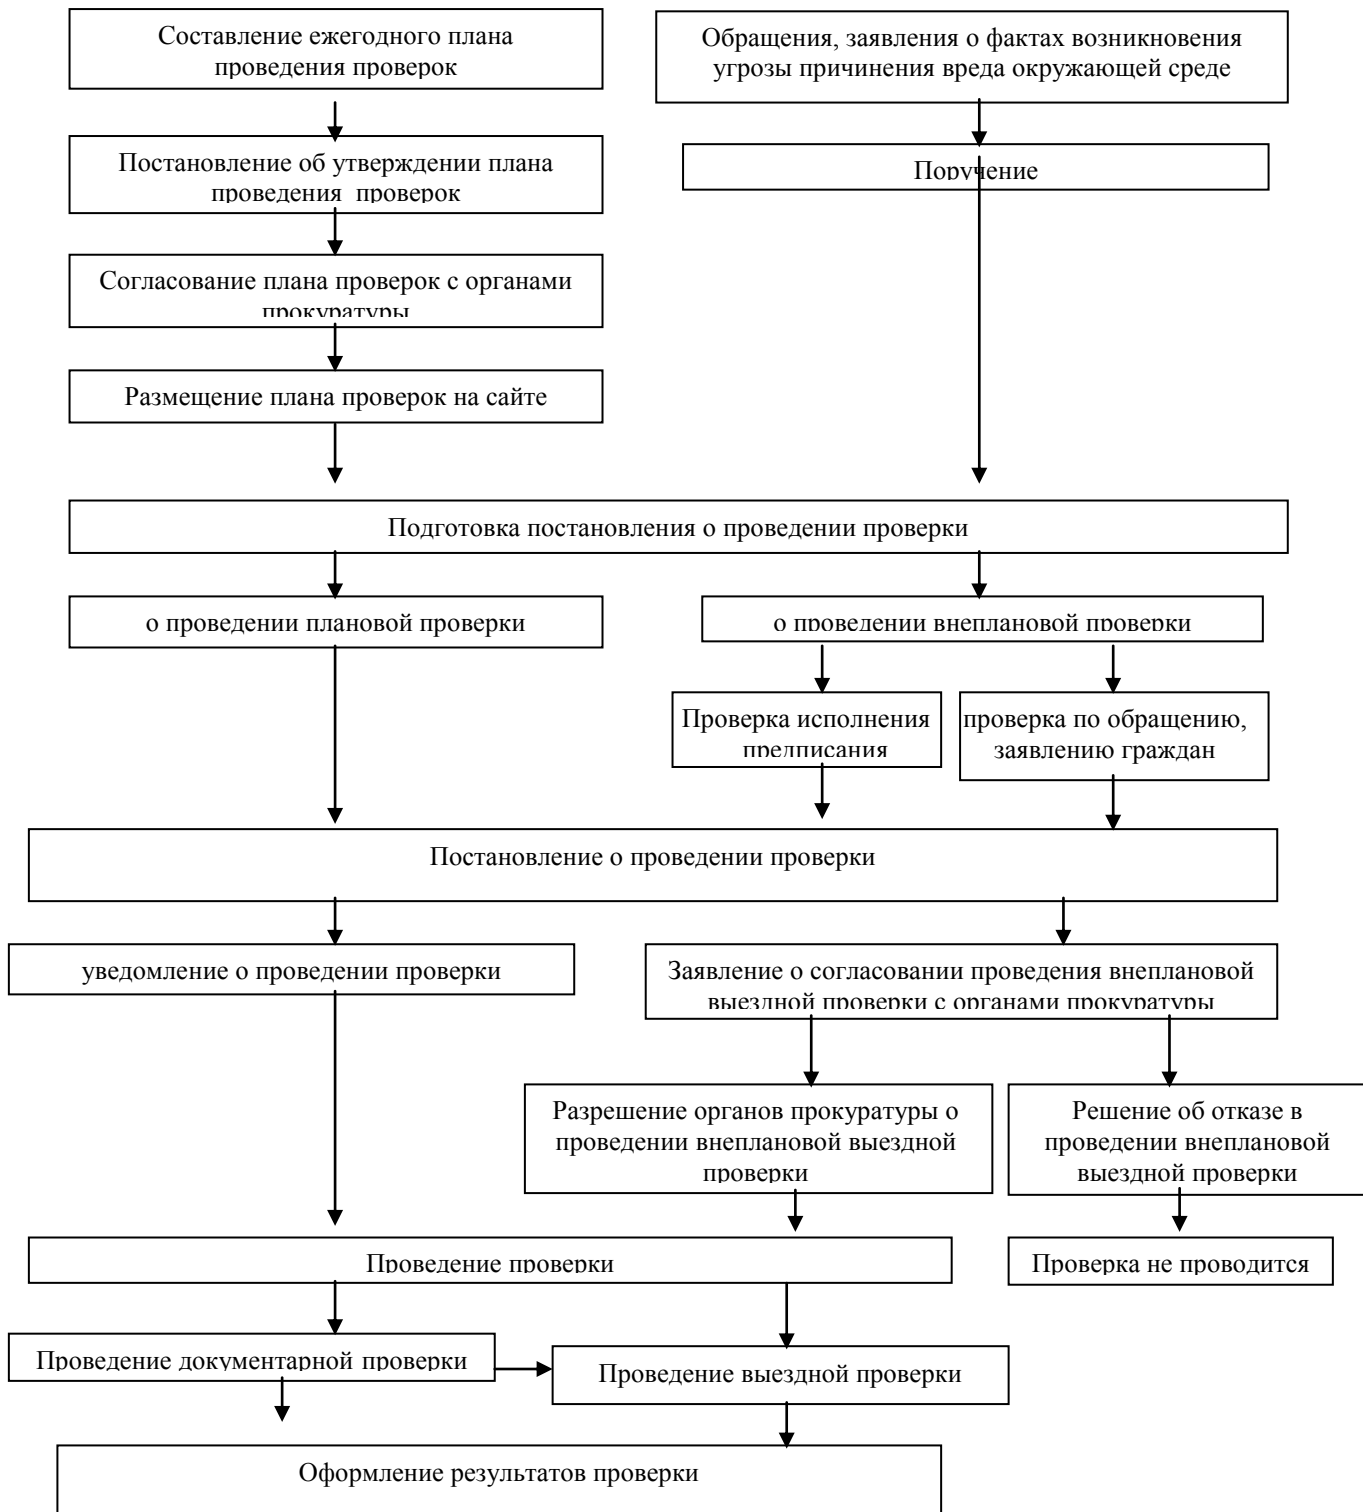 Составление ежегодного плана
проведения проверок
Обращения, заявления о фактах возникновения
угрозы причинения вреда окружающей среде
Постановление об утверждении плана
проведения проверок
Поручение
Согласование плана проверок с органами
прокуратуры
Размещение плана проверок на сайте
Подготовка постановления о проведении проверки
о проведении плановой проверки
о проведении внеплановой проверки
Проверка исполнения
предписания
проверка по обращению,
заявлению граждан
Постановление о проведении проверки
уведомление о проведении проверки
Заявление о согласовании проведения внеплановой
выездной проверки с органами прокуратуры
Разрешение органов прокуратуры о
проведении внеплановой выездной
проверки
Решение об отказе в
проведении внеплановой
выездной проверки
Проведение проверки
Проверка не проводится
Проведение документарной проверки
Проведение выездной проверки
Оформление результатов проверки